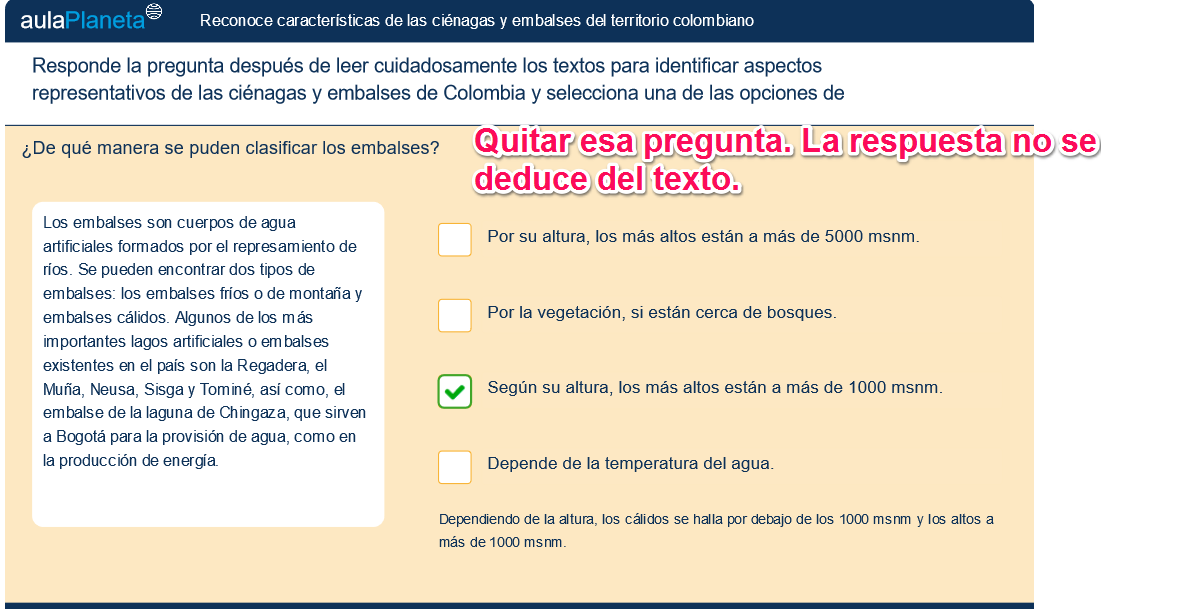 aulaPlaneta
Reconoce características de las ciénagas y embalses del territorio colombiano
Responde la pregunta después de leer cuidadosamente los textos para identificar aspectos
representativos de las ciénagas y embalses de Colombia y selecciona una de las opciones de
¿De qué manera se puden clasificar los embalses?
Quitar esa pregunta. La respuesta no se
deduce del texto.
Los embalses son cuerpos de agua
artificiales formados por el represamiento de
ríos. Se pueden encontrar dos tipos de
embalses: los embalses fríos o de montaña y
embalses cálidos. Algunos de los más
importantes lagos artificiales o embalses
existentes en el país son la Regadera, el
Muña, Neusa, Sisga y Tominé, así como, el
embalse de la laguna de Chingaza, que sirven
a Bogotá para la provisión de agua, como en
la producción de energía.
Por su altura, los más altos están a más de 5000 msnm.
Por la vegetación, si están cerca de bosques.
Según su altura, los más altos están a más de 1000 msnm.
Depende de la temperatura del agua.
Dependiendo de la altura, los cálidos se halla por debajo de los 1000 msnm y los altos a
más de 1000 msnm.